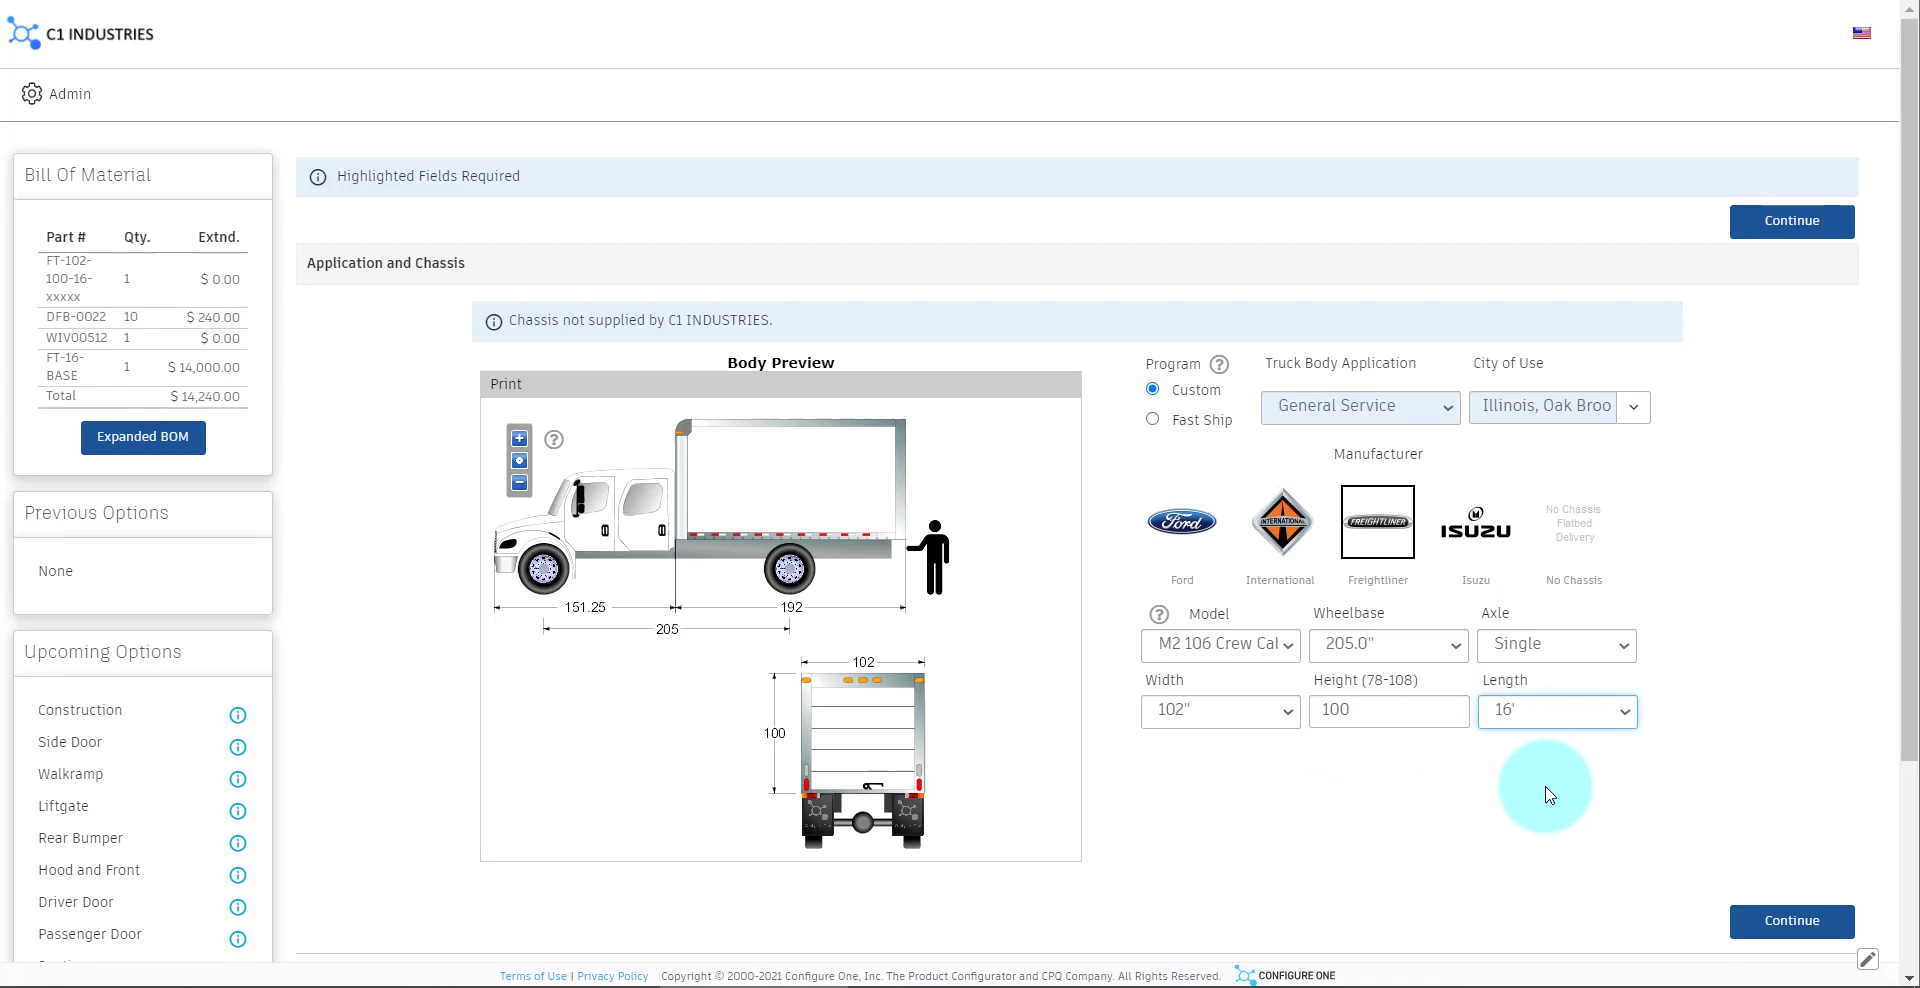 C1 INDUSTRIES
Admin
Bill Of Material
Part # Qty. Extnd.
FT-102-
100-16-
xxxxx
1 $ 0.00
DFB-0022 10 $ 240.00
WIV00512 1 $ 0.00
FT-16-
BASE
1 $ 14,000.00
Total $ 14,240.00
Expanded BOM
Previous Options
None
Upcoming Options
Construction
Side Door
Walkramp
Liftgate
Rear Bumper
Hood and Front
Driver Door
Passenger Door
Highlighted Fields Required
Continue
Application and Chassis
Chassis not supplied by C1 INDUSTRIES.
Body Preview
Print
151.25
192
205
102
100
Program
Custom
Fast Ship
Truck Body Application
General Service
City of Use
Illinois, Oak Broo
Manufacturer
Ford
INTERNATIONAL
FREIGHTLINER
ISUZU
No Chassis
Flatbed
Delivery
Ford International Freightliner Isuzu No Chassis
Model Wheelbase Axle
M2 106 Crew Cal 205.0" Single
Width Height (78-108) Length
102" 100 16'
Continue
Terms of Use | Privacy Policy Copyright © 2000-2021 Configure One, Inc. The Product Configurator and CPQ Company. All Rights Reserved. CONFIGURE ONE